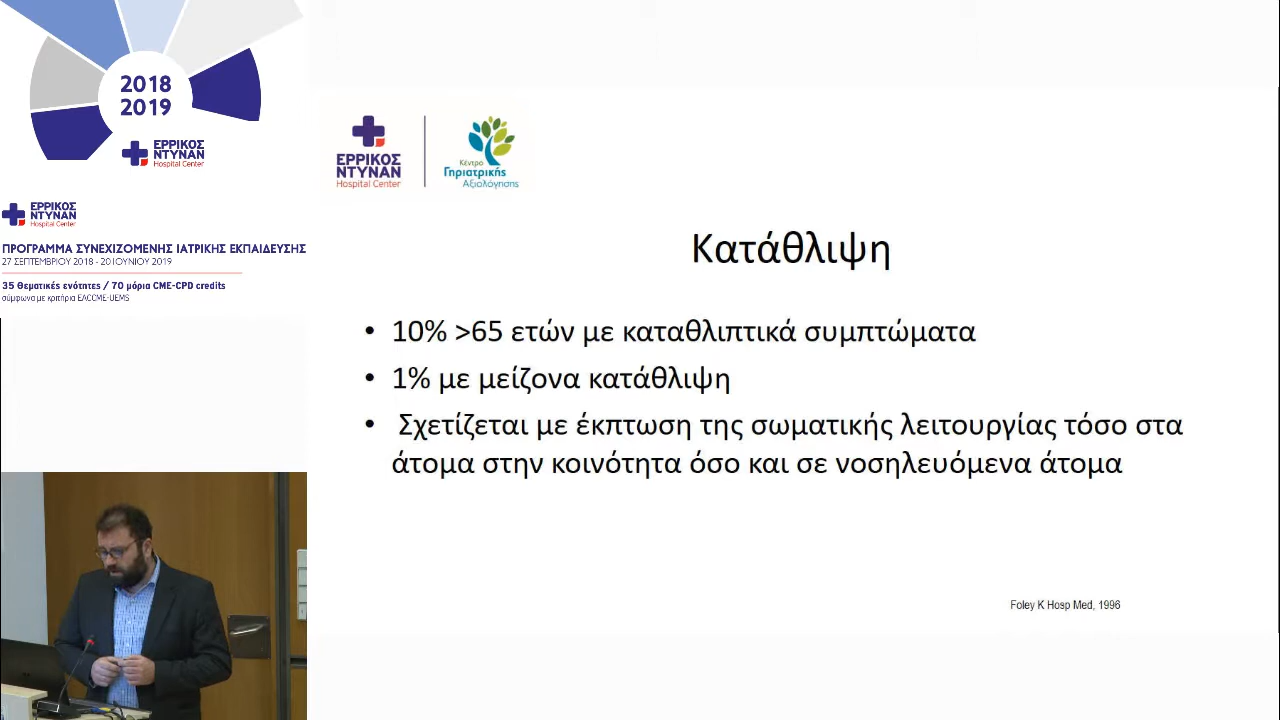 2018
2019
ΕΡΡΙΚΟΣ
ΝΤΥΝΑΝ
Hospital Center
ΕΡΡΙΚΟΣ
ΝΤΥΝΑΝ
Hospital Center
ΠΡΟΓΡΑΜΜΑ ΣΥΝΕΧΙΖΟΜΕΝΗΣ ΙΑΤΡΙΚΗΣ ΕΚΠΑΙΔΕΥΣΗΣ
27 ΣΕΠΤΕΜΒΡΙΟΥ 2018 - 20 ΙΟΥΝΙΟΥ 2019
35 Θεματικές ενότητες / 70 μόρια CME-CPD credits
σύμφωνα με κριτήρια EACCME-UEMS
ΕΡΡΙΚΟΣ
ΝΤΥΝΑΝ
Hospital Center
Κέντρο
Γηριατρικής
Αξιολόγησης
Κατάθλιψη
• 10% >65 ετών με καταθλιπτικά συμπτώματα
• 1% με μείζονα κατάθλιψη
• Σχετίζεται με έκπτωση της σωματικής λειτουργίας τόσο στα
άτομα στην κοινότητα όσο και σε νοσηλευόμενα άτομα
Foley K Hosp Med, 1996